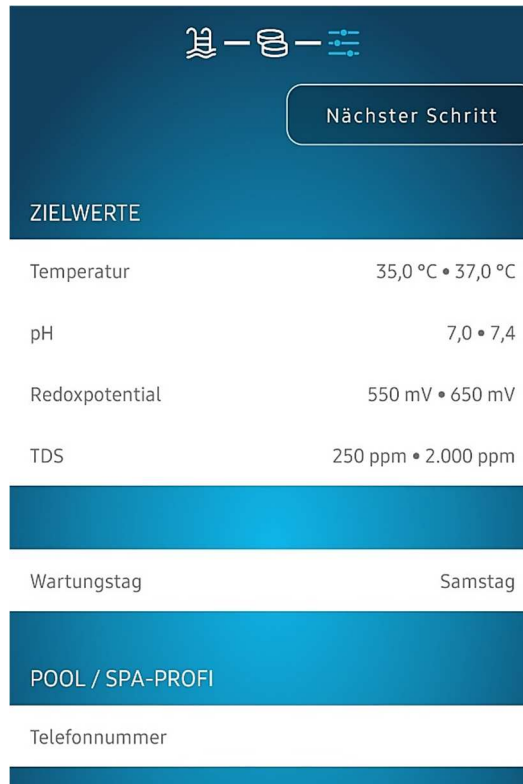 Nächster Schritt
ZIELWERTE
Temperatur 35,0 °C • 37,0 °C
pH 7,0 • 7,4
Redoxpotential 550 mV • 650 mV
TDS 250 ppm • 2.000 ppm
Wartungstag Samstag
POOL / SPA-PROFI
Telefonnummer